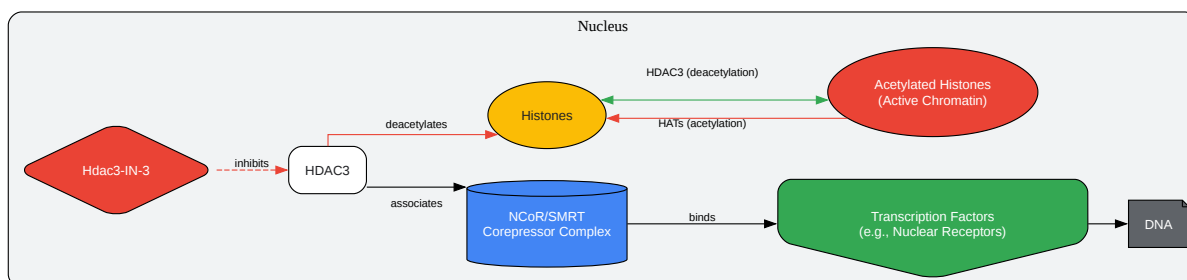 Nucleus
HDAC3 (deacetylation)
Acetylated Histones
(Active Chromatin)
Histones
HATs (acetylation)
deacetylates
Hdac3-IN-3
inhibits
HDAC3
associates
NCoR/SMRT
Corepressor Complex
binds
Transcription Factors
(e.g., Nuclear Receptors)
DNA